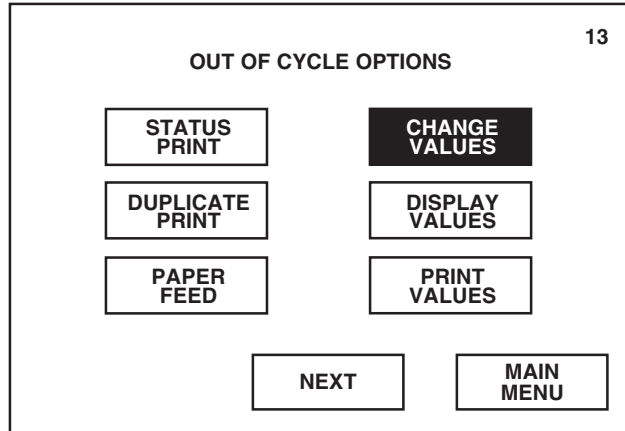 13
OUT OF CYCLE OPTIONS
STATUS
PRINT
CHANGE
VALUES
DUPLICATE
PRINT
DISPLAY
VALUES
PAPER
FEED
PRINT
VALUES
NEXT
MAIN
MENU